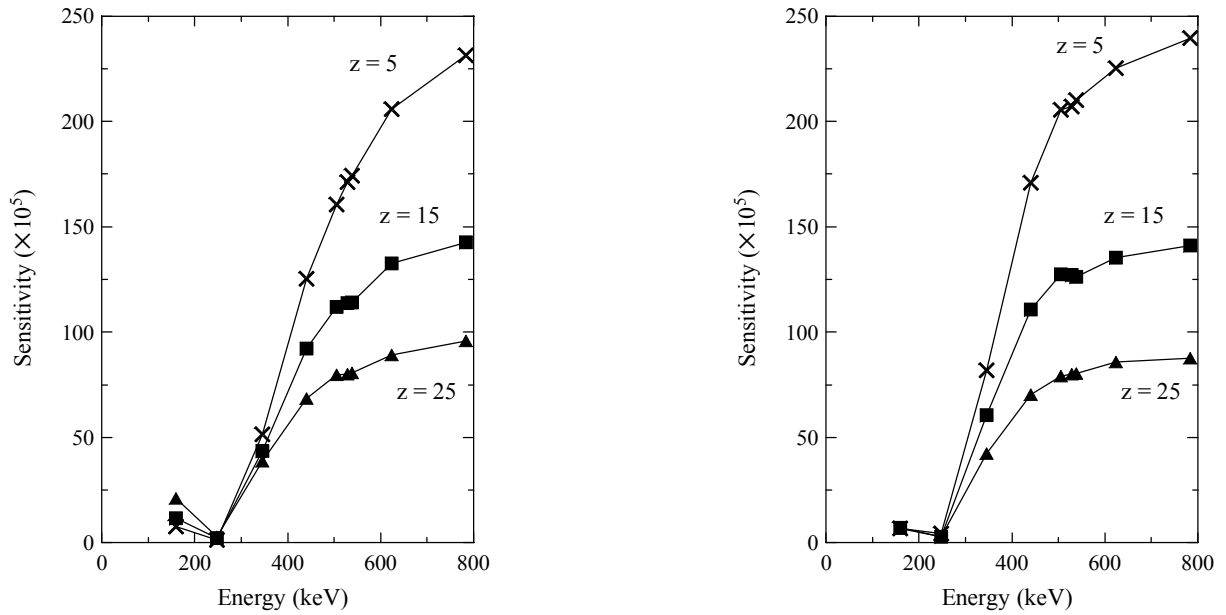 250
200
150
100
50
0
Sensitivity (×10⁵)
z = 5
z = 15
z = 25
0 200 400 600 800
Energy (keV)
250
200
150
100
50
0
Sensitivity (×10⁵)
z = 5
z = 15
z = 25
0 200 400 600 800
Energy (keV)